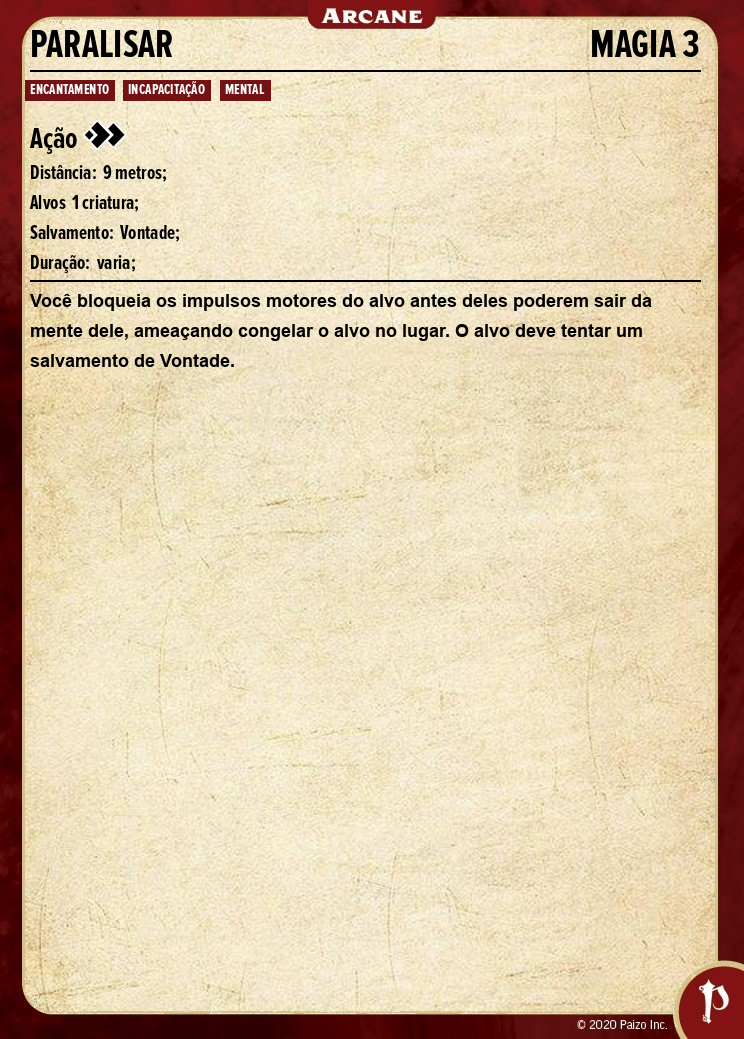 ARCANE
PARALISAR MAGIA 3
ENCANTAMENTO INCAPACITAÇÃO MENTAL
Ação
Distância: 9 metros;
Alvos 1 criatura;
Salvamento: Vontade;
Duração: varia;
Você bloqueia os impulsos motores do alvo antes deles poderem sair da
mente dele, ameaçando congelar o alvo no lugar. O alvo deve tentar um
salvamento de Vontade.
© 2020 Paizo Inc.